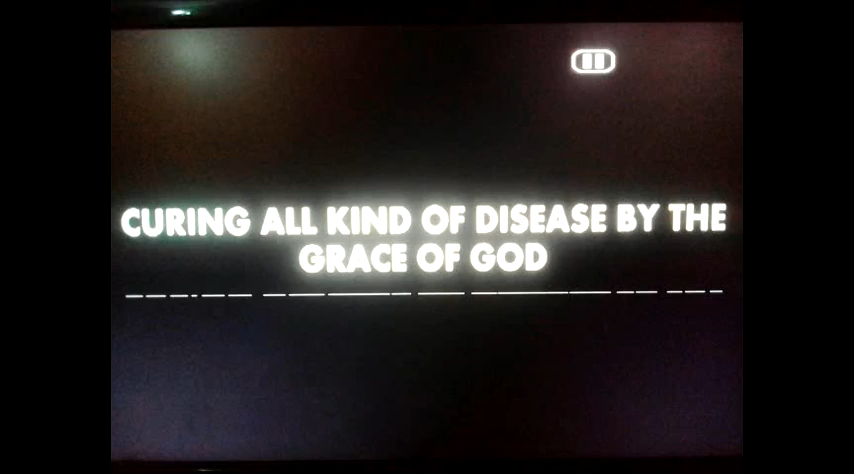 CURING ALL KIND OF DISEASE BY THE
GRACE OF GOD